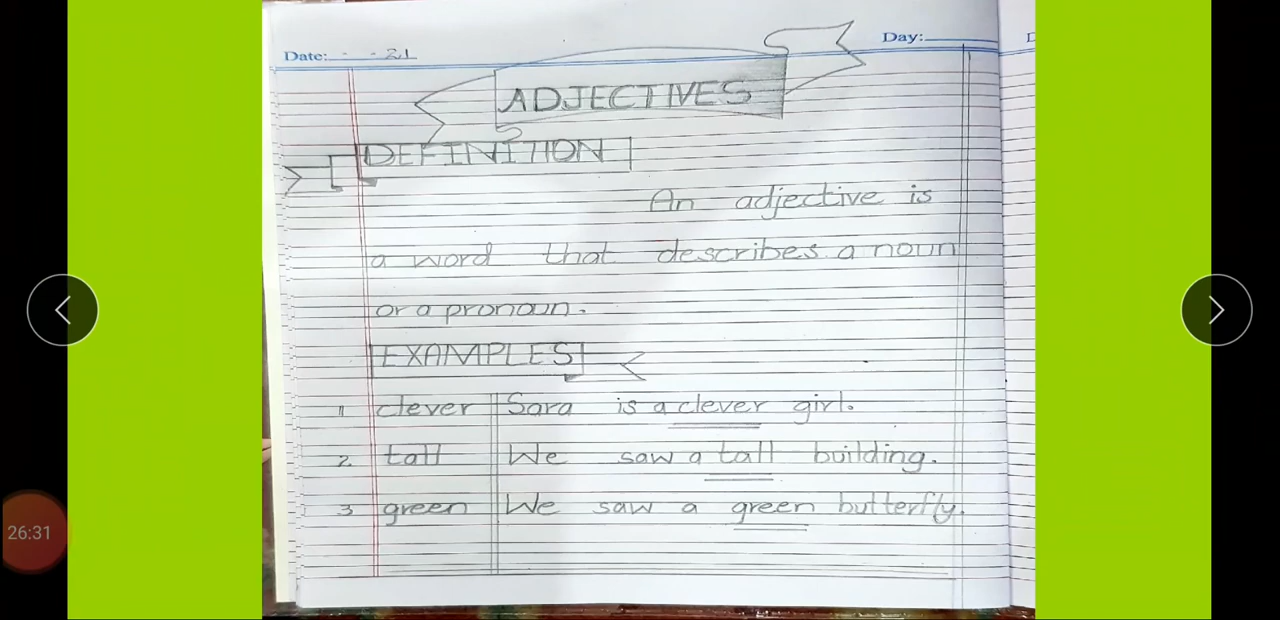 Date: - - 21 Day:
ADJECTIVES
DEFINITION
An adjective is
a word that describes a noun
or a pronoun.
EXAMPLES
1 clever Sara is a clever girl.
2 tall We saw a tall building.
3 green We saw a green butterfly.
26:31